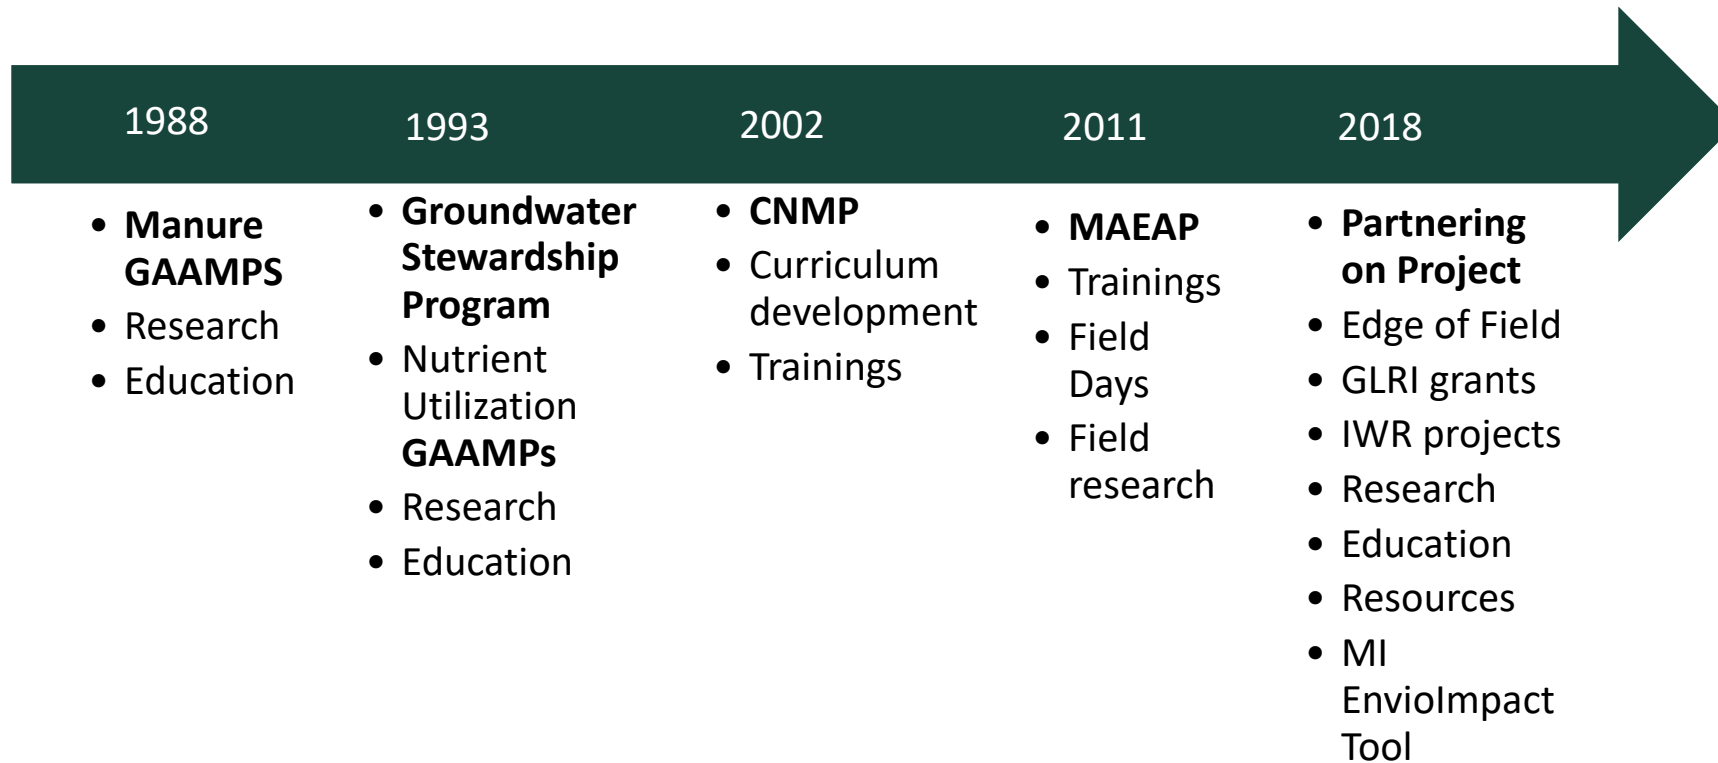 1988
• Manure
GAAMPS
• Research
• Education
1993
• Groundwater
Stewardship
Program
• Nutrient
Utilization
GAAMPs
• Research
• Education
2002
• CNMP
• Curriculum
development
• Trainings
2011
• MAEAP
• Trainings
• Field
Days
• Field
research
2018
• Partnering
on Project
• Edge of Field
• GLRI grants
• IWR projects
• Research
• Education
• Resources
• MI
EnvioImpact
Tool